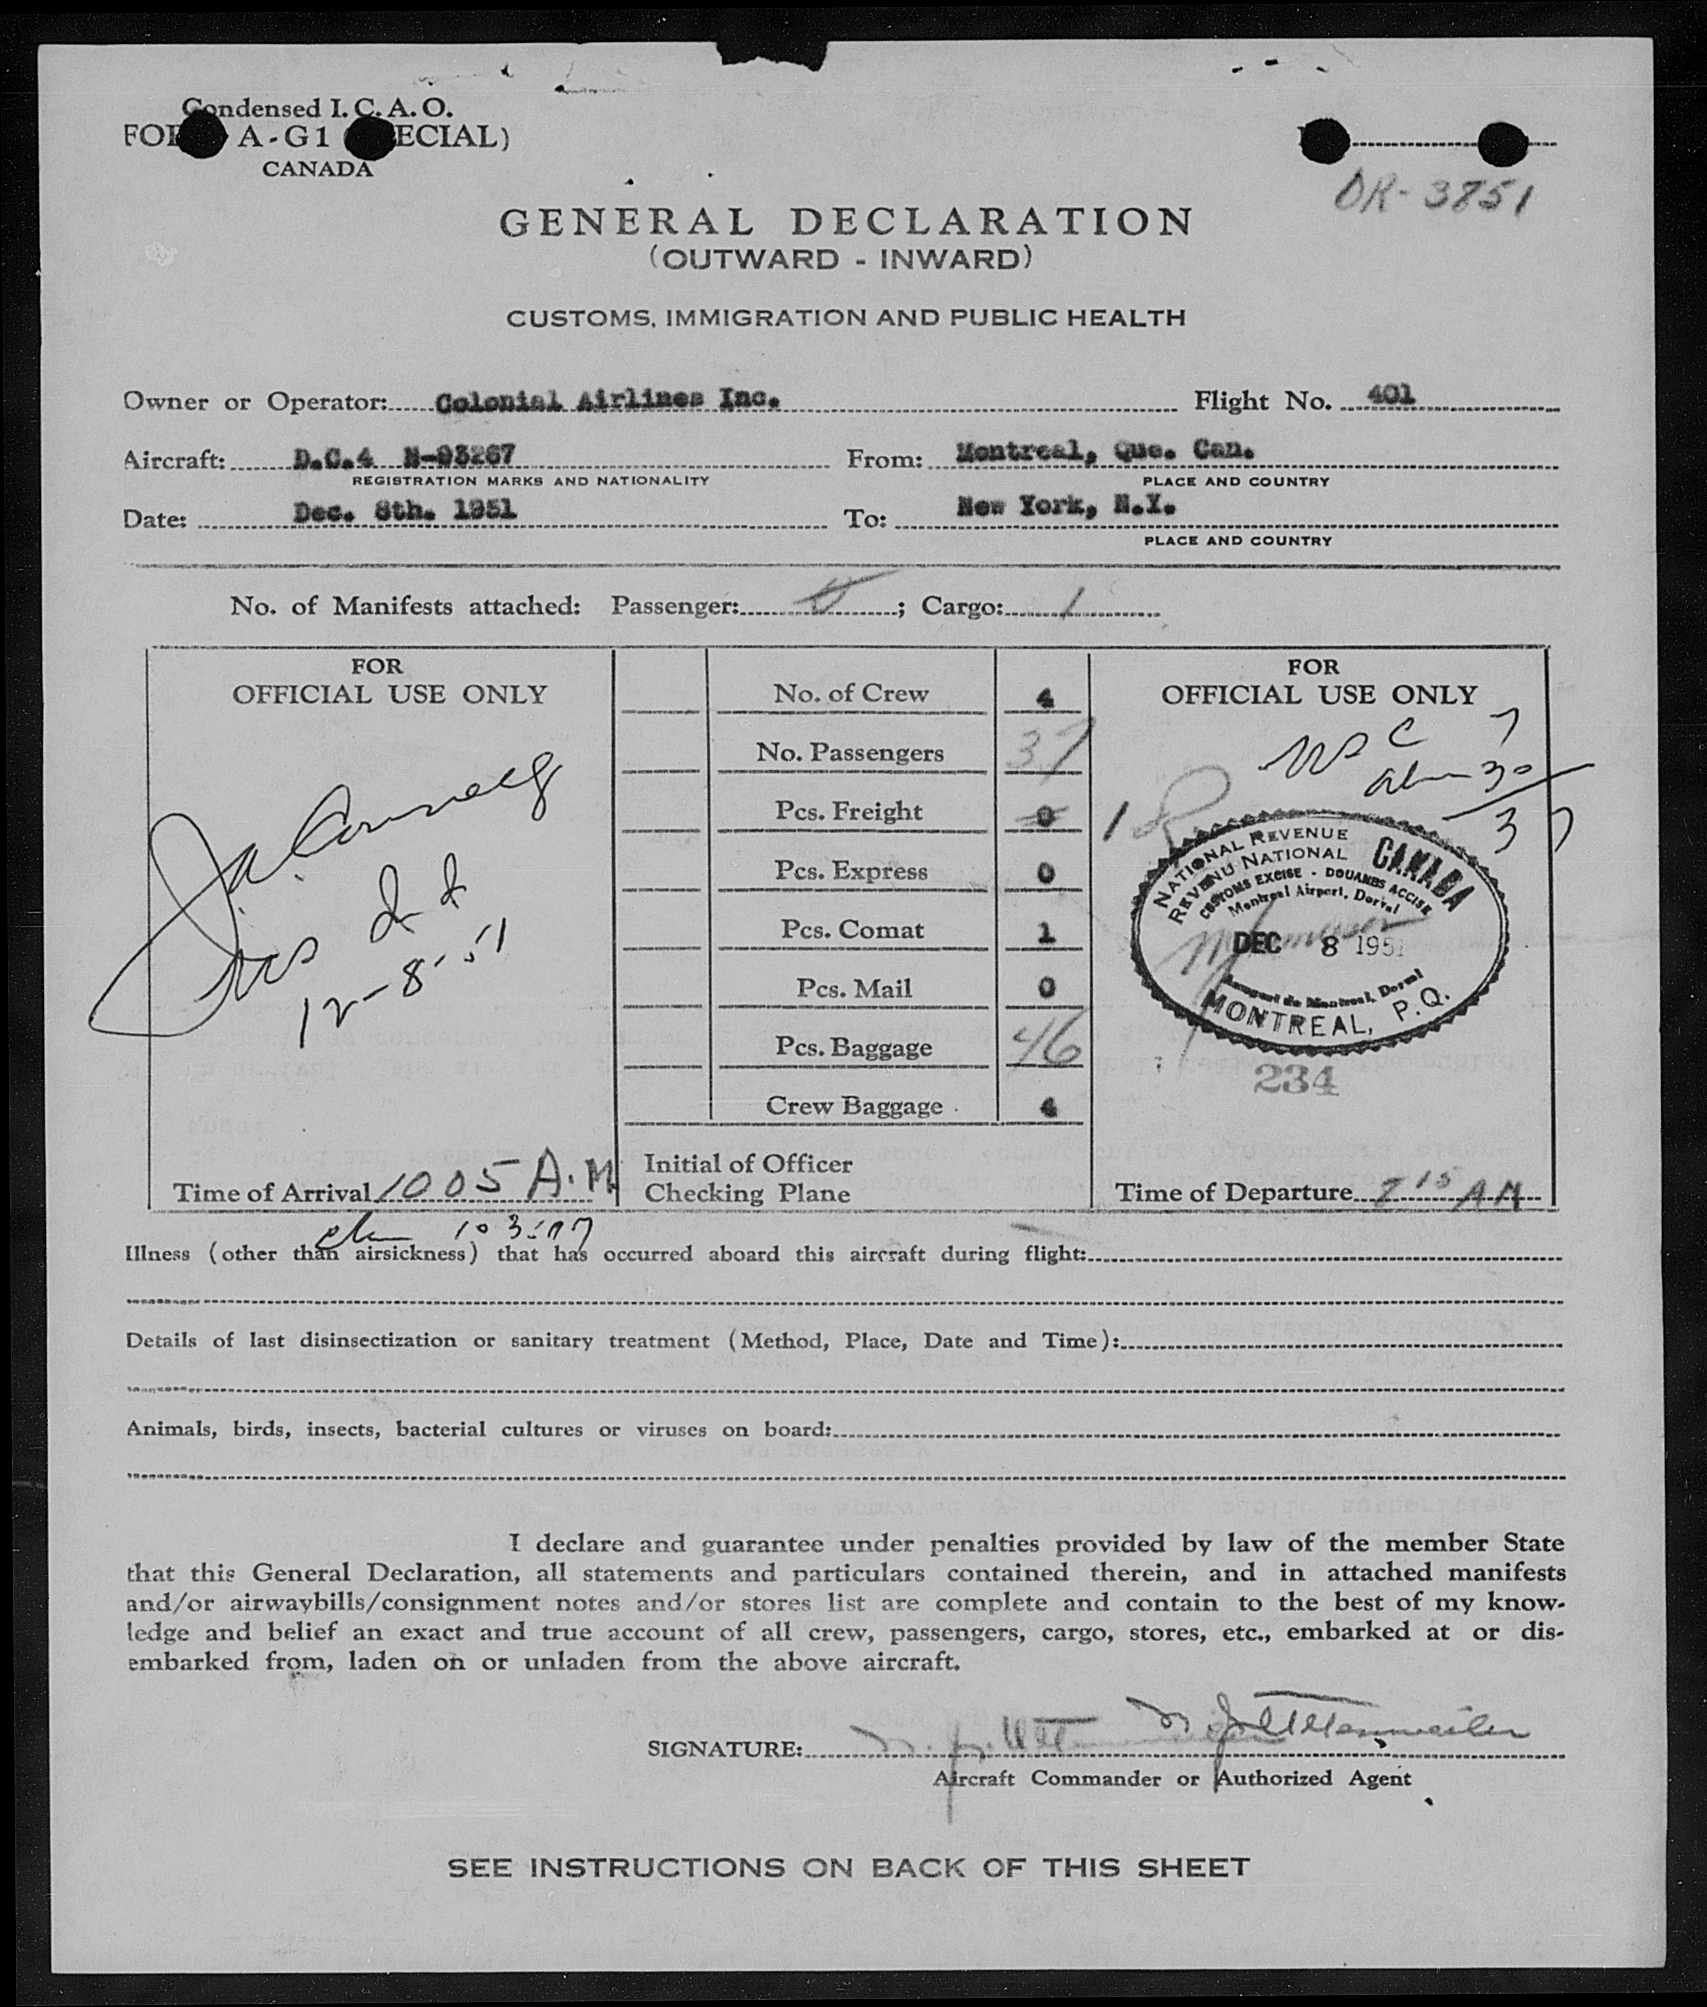 Condensed I. C. A. O.
FORM A-G1 (SPECIAL)
CANADA
OR-3851
GENERAL DECLARATION
(OUTWARD - INWARD)
CUSTOMS, IMMIGRATION AND PUBLIC HEALTH
Owner or Operator: Colonial Airlines Inc. Flight No. 401
Aircraft: D.C.4 N-93267 From: Montreal, Que. Can.
REGISTRATION MARKS AND NATIONALITY PLACE AND COUNTRY
Date: Dec. 8th. 1951 To: New York, N.Y.
PLACE AND COUNTRY
No. of Manifests attached: Passenger: 0; Cargo: 1
FOR
OFFICIAL USE ONLY
12-8-51
Time of Arrival 1005 A.M
No. of Crew 4
No. Passengers 37
Pcs. Freight 0 1
Pcs. Express 0
Pcs. Comat 1
Pcs. Mail 0
Pcs. Baggage 46
Crew Baggage 4
Initial of Officer
Checking Plane
FOR
OFFICIAL USE ONLY
USC 7
30
37
NATIONAL REVENUE
REVENU NATIONAL
CANADA
CUSTOMS EXCISE - DOUANES ACCISE
Montreal Airport, Dorval
DEC 8 1951
Aeroport de Montreal, Dorval
MONTREAL, P.Q.
234
Time of Departure 715 AM
Illness (other than airsickness) that has occurred aboard this aircraft during flight:
Details of last disinsectization or sanitary treatment (Method, Place, Date and Time):
Animals, birds, insects, bacterial cultures or viruses on board:
I declare and guarantee under penalties provided by law of the member State
that this General Declaration, all statements and particulars contained therein, and in attached manifests
and/or airwaybills/consignment notes and/or stores list are complete and contain to the best of my know-
ledge and belief an exact and true account of all crew, passengers, cargo, stores, etc., embarked at or dis-
embarked from, laden on or unladen from the above aircraft.
SIGNATURE:
Aircraft Commander or Authorized Agent
SEE INSTRUCTIONS ON BACK OF THIS SHEET